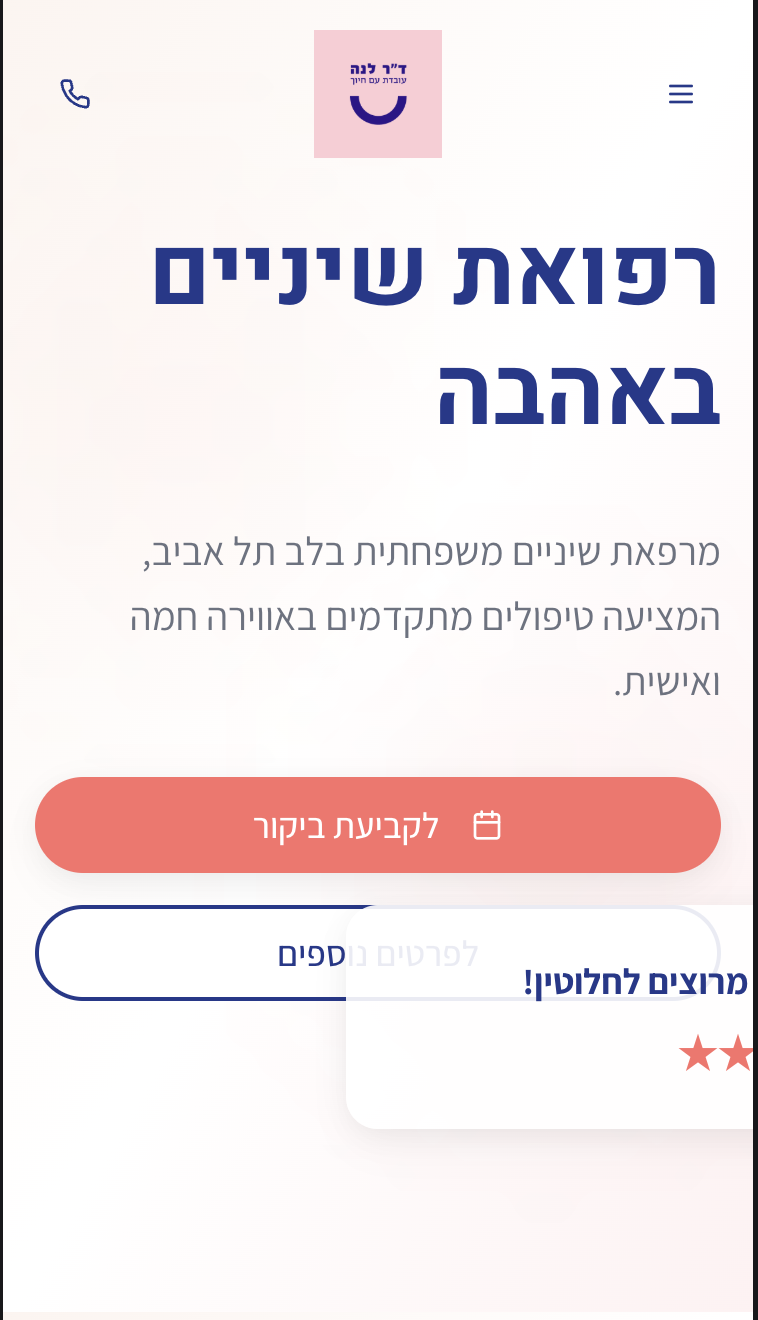 ד״ר לנה
עובדת עם חיוך
רפואת שיניים
באהבה
מרפאת שיניים משפחתית בלב תל אביב,
המציעה טיפולים מתקדמים באווירה חמה
ואישית.
לקביעת ביקור
לפרטים נוספים
מרוצים לחלוטין!